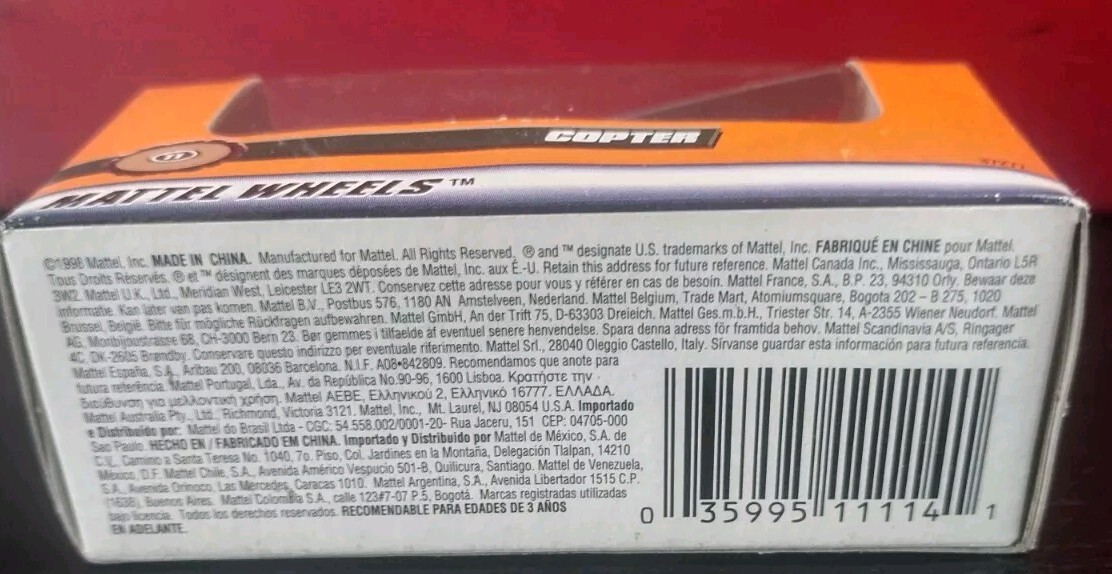 COPTER
11
MATTEL WHEELS™
©1998 Mattel, Inc. MADE IN CHINA. Manufactured for Mattel. All Rights Reserved. ® and ™ designate U.S. trademarks of Mattel, Inc. FABRIQUÉ EN CHINE pour Mattel.
Tous Droits Réservés. ® et ™ désignent des marques déposées de Mattel, Inc. aux É.-U. Retain this address for future reference. Mattel Canada Inc., Mississauga, Ontario L5R
3W2. Mattel U.K., Ltd., Meridian West, Leicester LE3 2WT. Conservez cette adresse pour vous y référer en cas de besoin. Mattel France, S.A., B.P. 23, 94310 Orly. Bewaar deze
informatie. Kan later van pas komen. Mattel B.V., Postbus 576, 1180 AN Amstelveen, Nederland. Mattel Belgium, Trade Mart, Atomiumsquare, Bogota 202 – B 275, 1020
Brussel, België. Bitte für mögliche Rückfragen aufbewahren. Mattel GmbH, An der Trift 75, D-63303 Dreieich. Mattel Ges.m.b.H., Triester Str. 14, A-2355 Wiener Neudorf. Mattel
AG, Monbijoustrasse 68, CH-3000 Bern 23. Bør gemmes i tilfælde af eventuel senere henvendelse. Spara denna adress för framtida behov. Mattel Scandinavia A/S, Ringager
4C, DK-2605 Brøndby. Conservare questo indirizzo per eventuale riferimento. Mattel Srl., 28040 Oleggio Castello, Italy. Sírvanse guardar esta información para futura referencia.
Mattel España, S.A., Aribau 200, 08036 Barcelona. N.I.F. A08-842809. Recomendamos que anote para
futura referência. Mattel Portugal, Lda., Av. da República No.90-96, 1600 Lisboa. Κρατήστε την
διεύθυνση για μελλοντική χρήση. Mattel AEBE, Ελληνικού 2, Ελληνικό 16777. ΕΛΛΑΔΑ.
Mattel Australia Pty., Ltd. Richmond, Victoria 3121. Mattel, Inc., Mt. Laurel, NJ 08054 U.S.A. Importado
e Distribuído por: Mattel do Brasil Ltda - CGC: 54.558.002/0001-20- Rua Jaceru, 151 CEP: 04705-000
Sao Paulo HECHO EN / FABRICADO EM CHINA. Importado y Distribuido por Mattel de México, S.A. de
C.V., Camino a Santa Teresa No. 1040, 7o. Piso, Col. Jardines en la Montaña, Delegación Tlalpan, 14210
México, D.F. Mattel Chile, S.A., Avenida Américo Vespucio 501-B, Quilicura, Santiago. Mattel de Venezuela,
S.A., Avenida Orinoco, Las Mercedes, Caracas 1010. Mattel Argentina, S.A., Avenida Libertador 1515 C.P.
(1638), Buenos Aires. Mattel Colombia S.A., calle 123#7-07 P.5, Bogotá. Marcas registradas utilizadas
bajo licencia. Todos los derechos reservados. RECOMENDABLE PARA EDADES DE 3 AÑOS
EN ADELANTE.
0 35995 11114 1